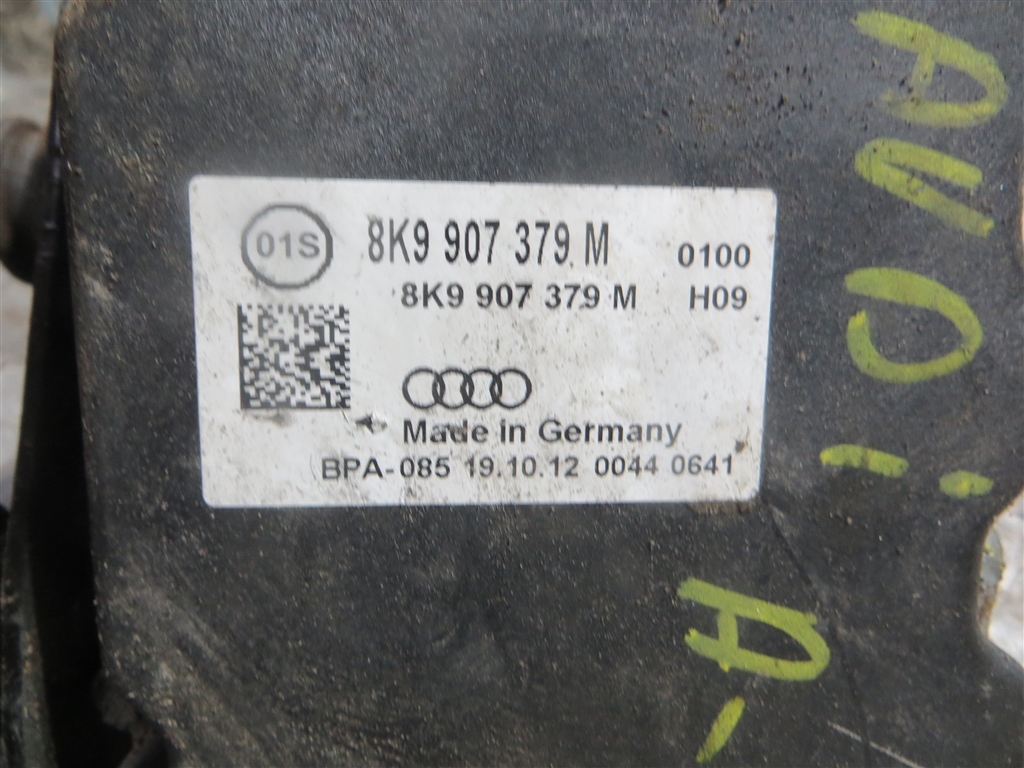 01S 8K9 907 379 M 0100
8K9 907 379 M H09
Made in Germany
BPA-085 19.10.12 0044 0641
AUDi
A-